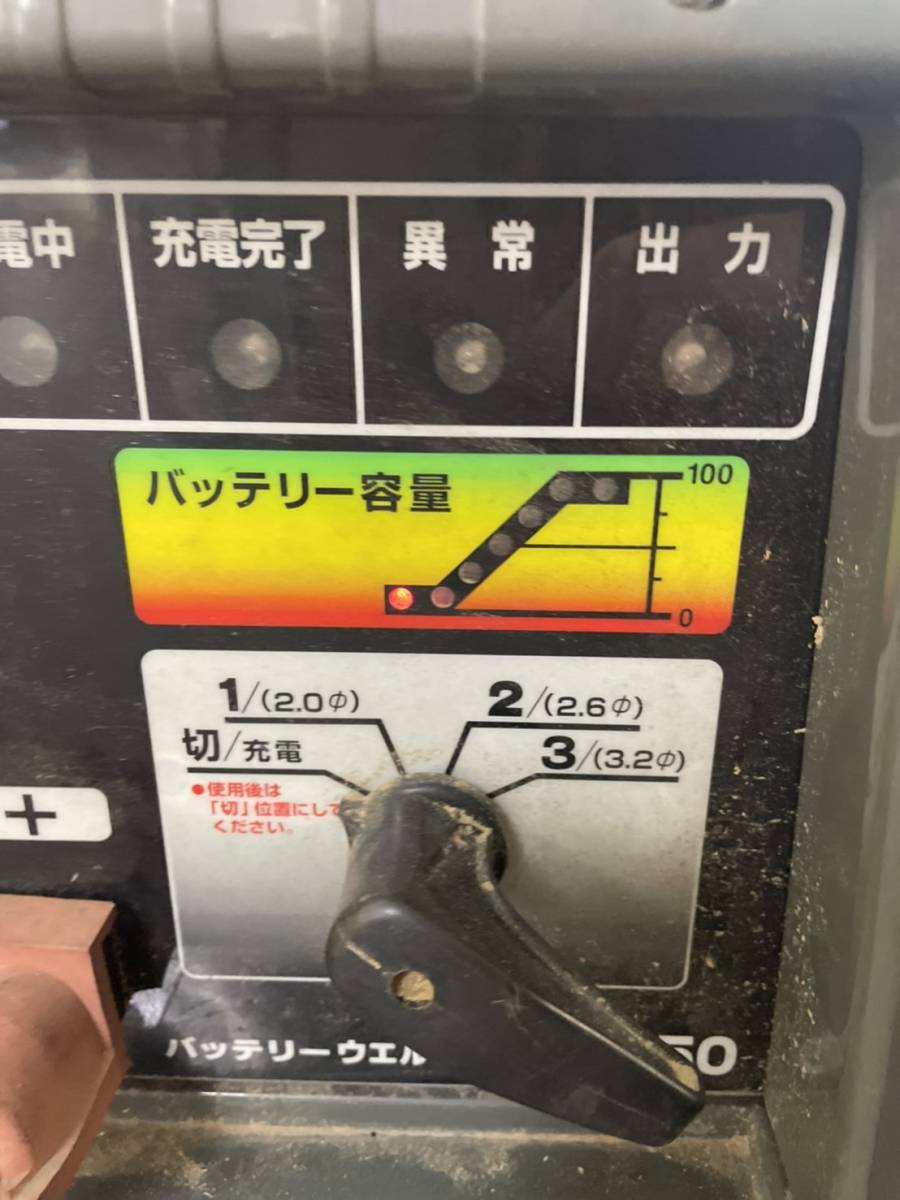 電中
充電完了
異常
出力
バッテリー容量
100
0
1/(2.0φ)
2/(2.6φ)
切/充電
3/(3.2φ)
●使用後は
「切」位置にして
ください。
+
バッテリーウエル
50